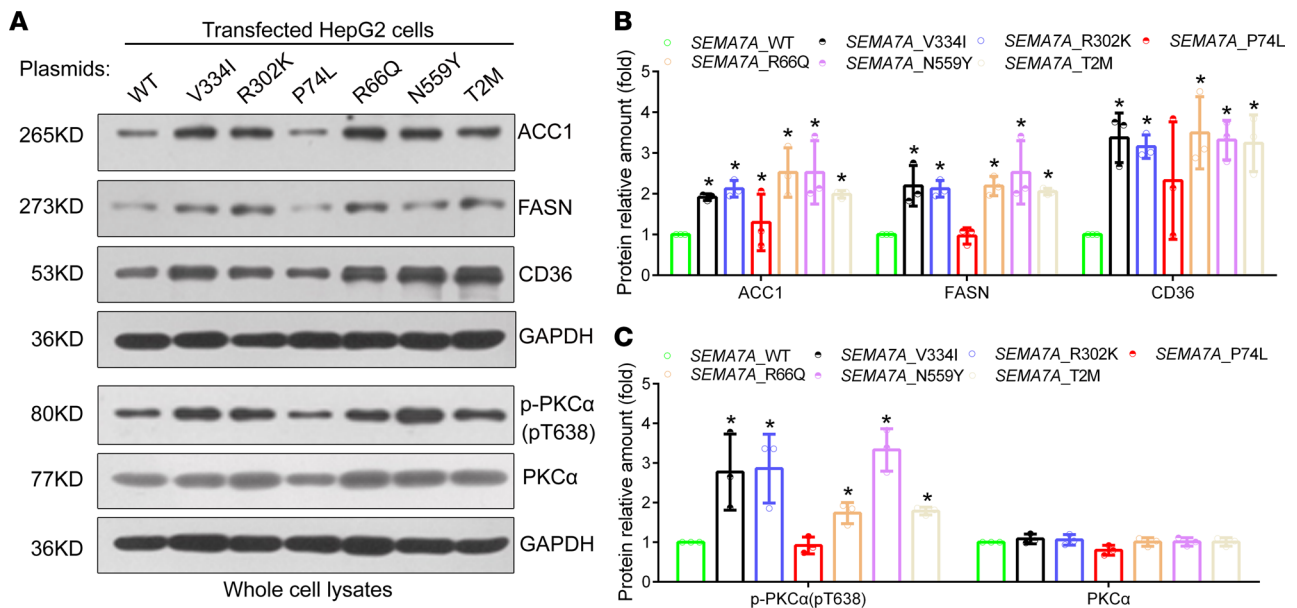 A
Transfected HepG2 cells
Plasmids: WT V334I R302K P74L R66Q N559Y T2M
265KD ACC1
273KD FASN
53KD CD36
36KD GAPDH
80KD p-PKCα
(pT638)
77KD PKCα
36KD GAPDH
Whole cell lysates
B
SEMA7A_WT SEMA7A_V334I SEMA7A_R302K SEMA7A_P74L
SEMA7A_R66Q SEMA7A_N559Y SEMA7A_T2M
Protein relative amount (fold)
5
4
3
2
1
0
* * * * * *
* * * * *
* * * * *
ACC1 FASN CD36
C
SEMA7A_WT SEMA7A_V334I SEMA7A_R302K SEMA7A_P74L
SEMA7A_R66Q SEMA7A_N559Y SEMA7A_T2M
Protein relative amount (fold)
5
4
3
2
1
0
* * * * *
p-PKCα(pT638) PKCα